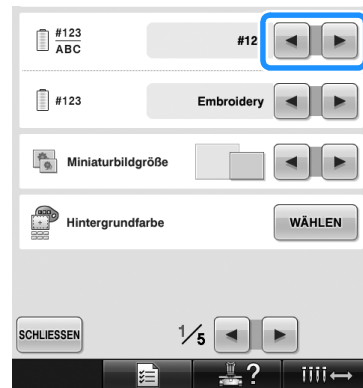 #123
ABC
#12
#123
Embroidery
Miniaturbildgröße
Hintergrundfarbe
WÄHLEN
SCHLIESSEN
1/5
?